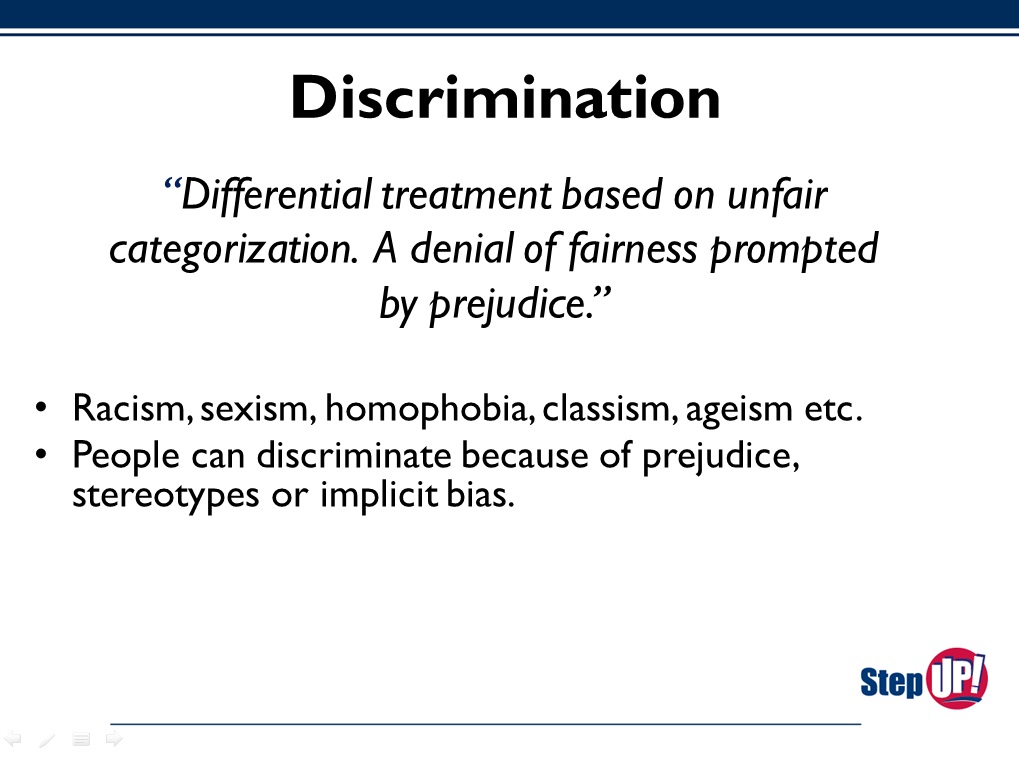 Discrimination
“Differential treatment based on unfair
categorization. A denial of fairness prompted
by prejudice.”
• Racism, sexism, homophobia, classism, ageism etc.
• People can discriminate because of prejudice,
stereotypes or implicit bias.
Step UP!